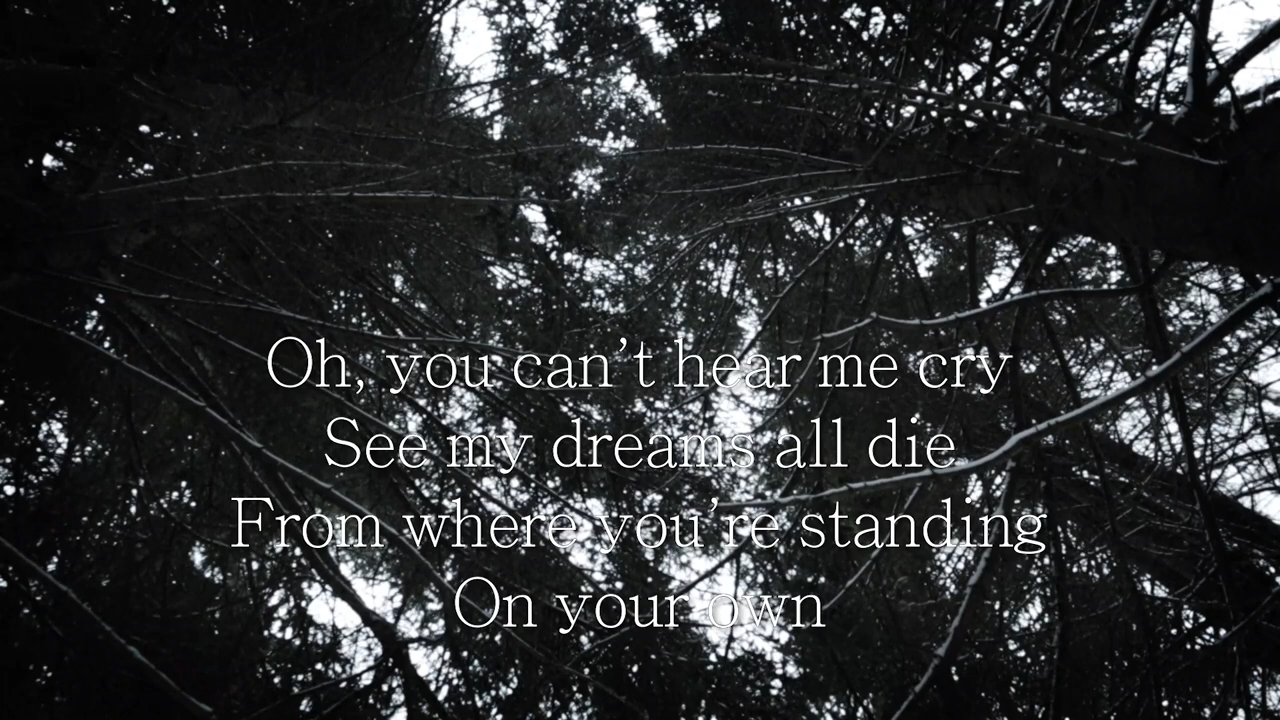 Oh, you can’t hear me cry
See my dreams all die
From where you’re standing
On your own